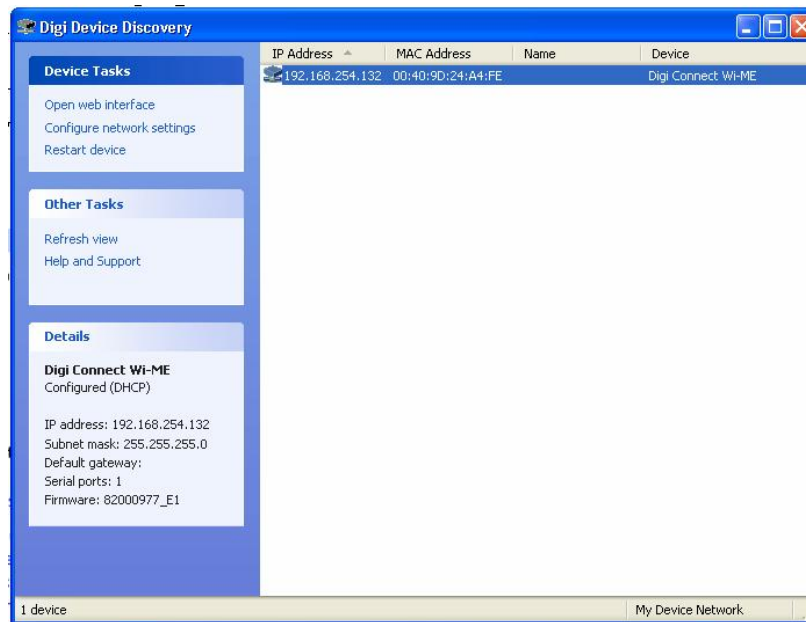 Digi Device Discovery
IP Address MAC Address Name Device
192.168.254.132 00:40:9D:24:A4:FE Digi Connect Wi-ME
Device Tasks
Open web interface
Configure network settings
Restart device
Other Tasks
Refresh view
Help and Support
Details
Digi Connect Wi-ME
Configured (DHCP)
IP address: 192.168.254.132
Subnet mask: 255.255.255.0
Default gateway:
Serial ports: 1
Firmware: 82000977_E1
1 device My Device Network